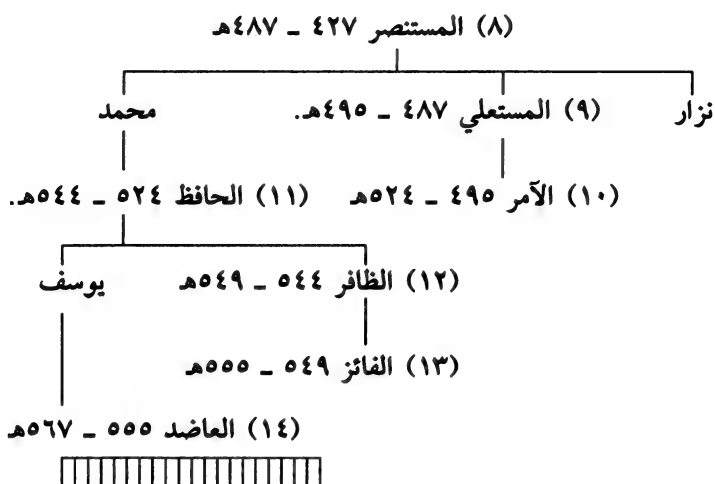 (٨) المستنصر ٤٢٧ ـ ٤٨٧هـ
نزار (٩) المستعلي ٤٨٧ ـ ٤٩٥هـ. محمد
(١٠) الآمر ٤٩٥ ـ ٥٢٤هـ (١١) الحافظ ٥٢٤ ـ ٥٤٤هـ.
(١٢) الظافر ٥٤٤ ـ ٥٤٩هـ يوسف
(١٣) الفائز ٥٤٩ ـ ٥٥٥هـ
(١٤) العاضد ٥٥٥ ـ ٥٦٧هـ